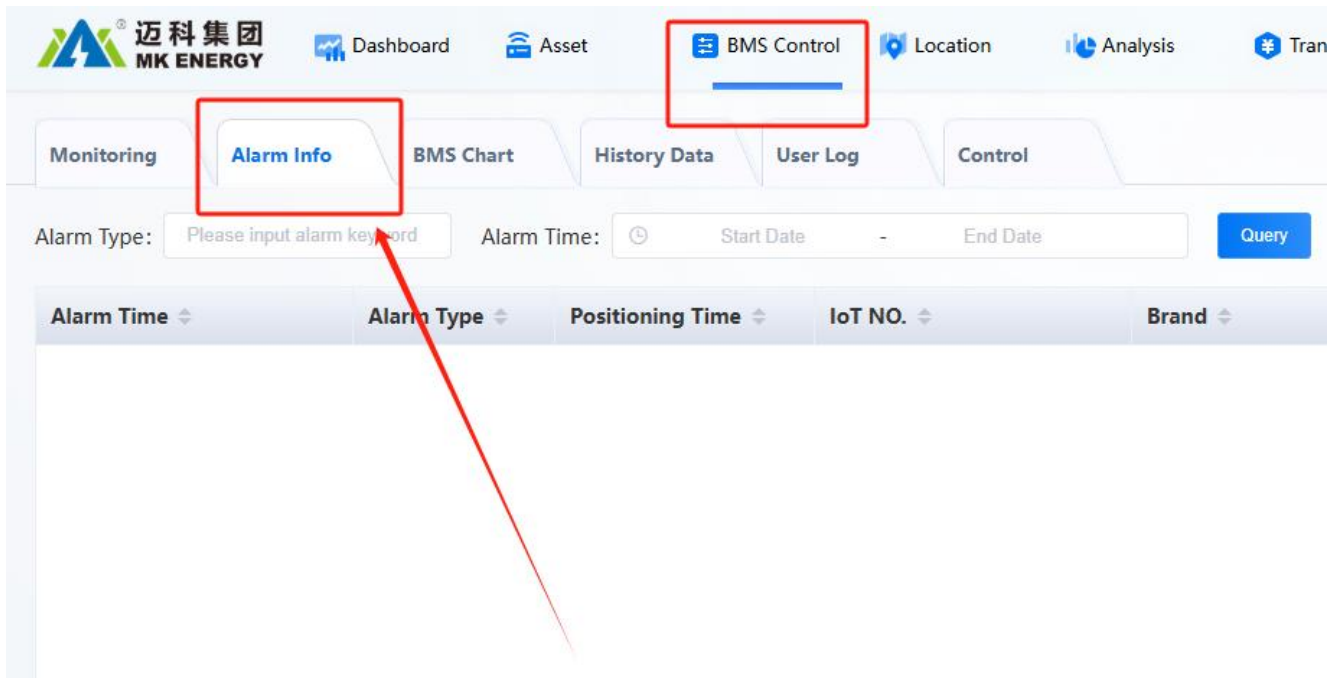 迈科集团®
MK ENERGY
Dashboard
Asset
BMS Control
Location
Analysis
¥ Tran
Monitoring
Alarm Info
BMS Chart
History Data
User Log
Control
Alarm Type:
Please input alarm keyword
Alarm Time:
Start Date
-
End Date
Query
Alarm Time
Alarm Type
Positioning Time
IoT NO.
Brand